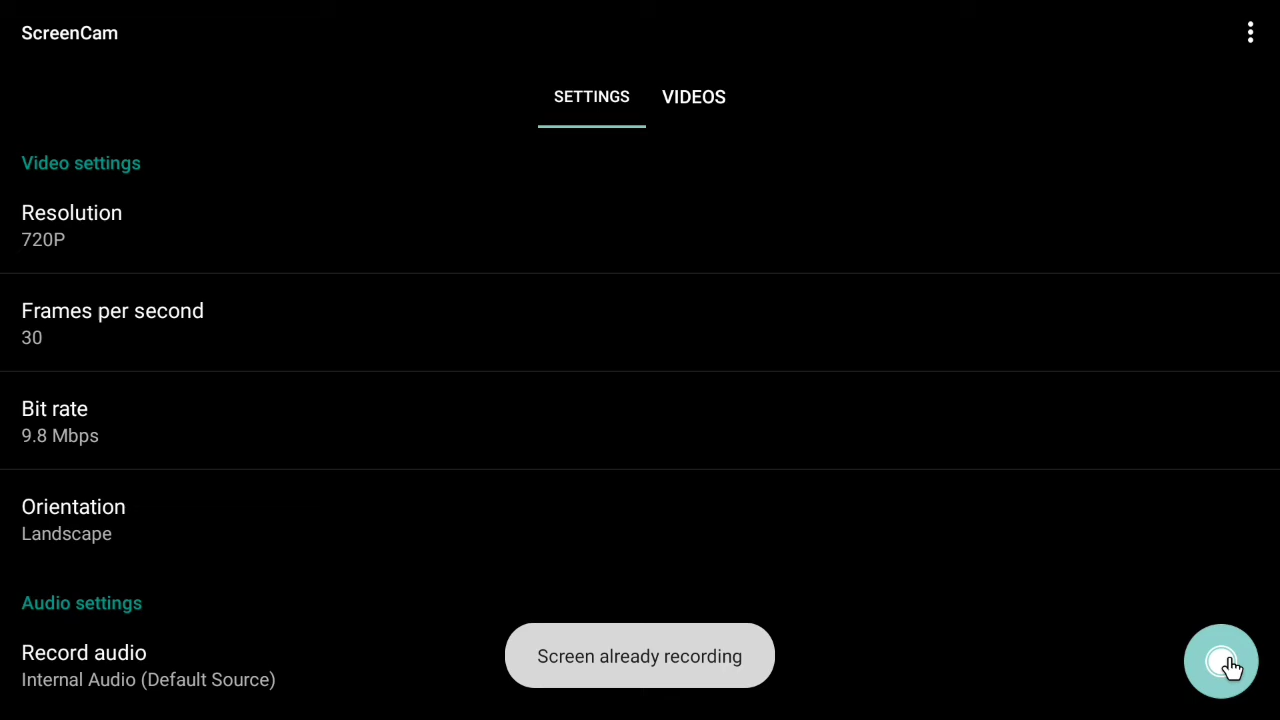 ScreenCam
SETTINGS
VIDEOS
Video settings
Resolution
720P
Frames per second
30
Bit rate
9.8 Mbps
Orientation
Landscape
Audio settings
Record audio
Internal Audio (Default Source)
Screen already recording